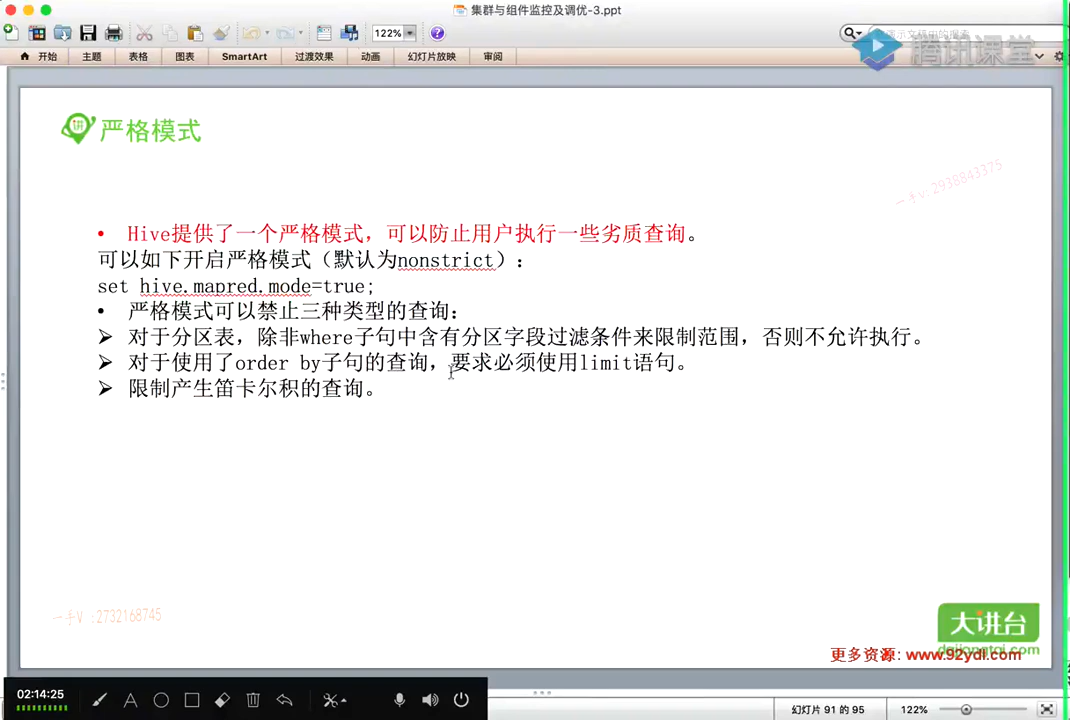 集群与组件监控及调优-3.ppt
122%
腾讯课堂
开始 主题 表格 图表 SmartArt 过渡效果 动画 幻灯片放映 审阅
讲 严格模式
一手v:2938843375
• Hive提供了一个严格模式，可以防止用户执行一些劣质查询。
可以如下开启严格模式（默认为nonstrict）：
set hive.mapred.mode=true;
• 严格模式可以禁止三种类型的查询：
➢ 对于分区表，除非where子句中含有分区字段过滤条件来限制范围，否则不允许执行。
➢ 对于使用了order by子句的查询，要求必须使用limit语句。
➢ 限制产生笛卡尔积的查询。
一手V :2732168745
大讲台
dajiangtai.com
更多资源: www.92ydl.com
02:14:25
幻灯片 91 的 95 122%